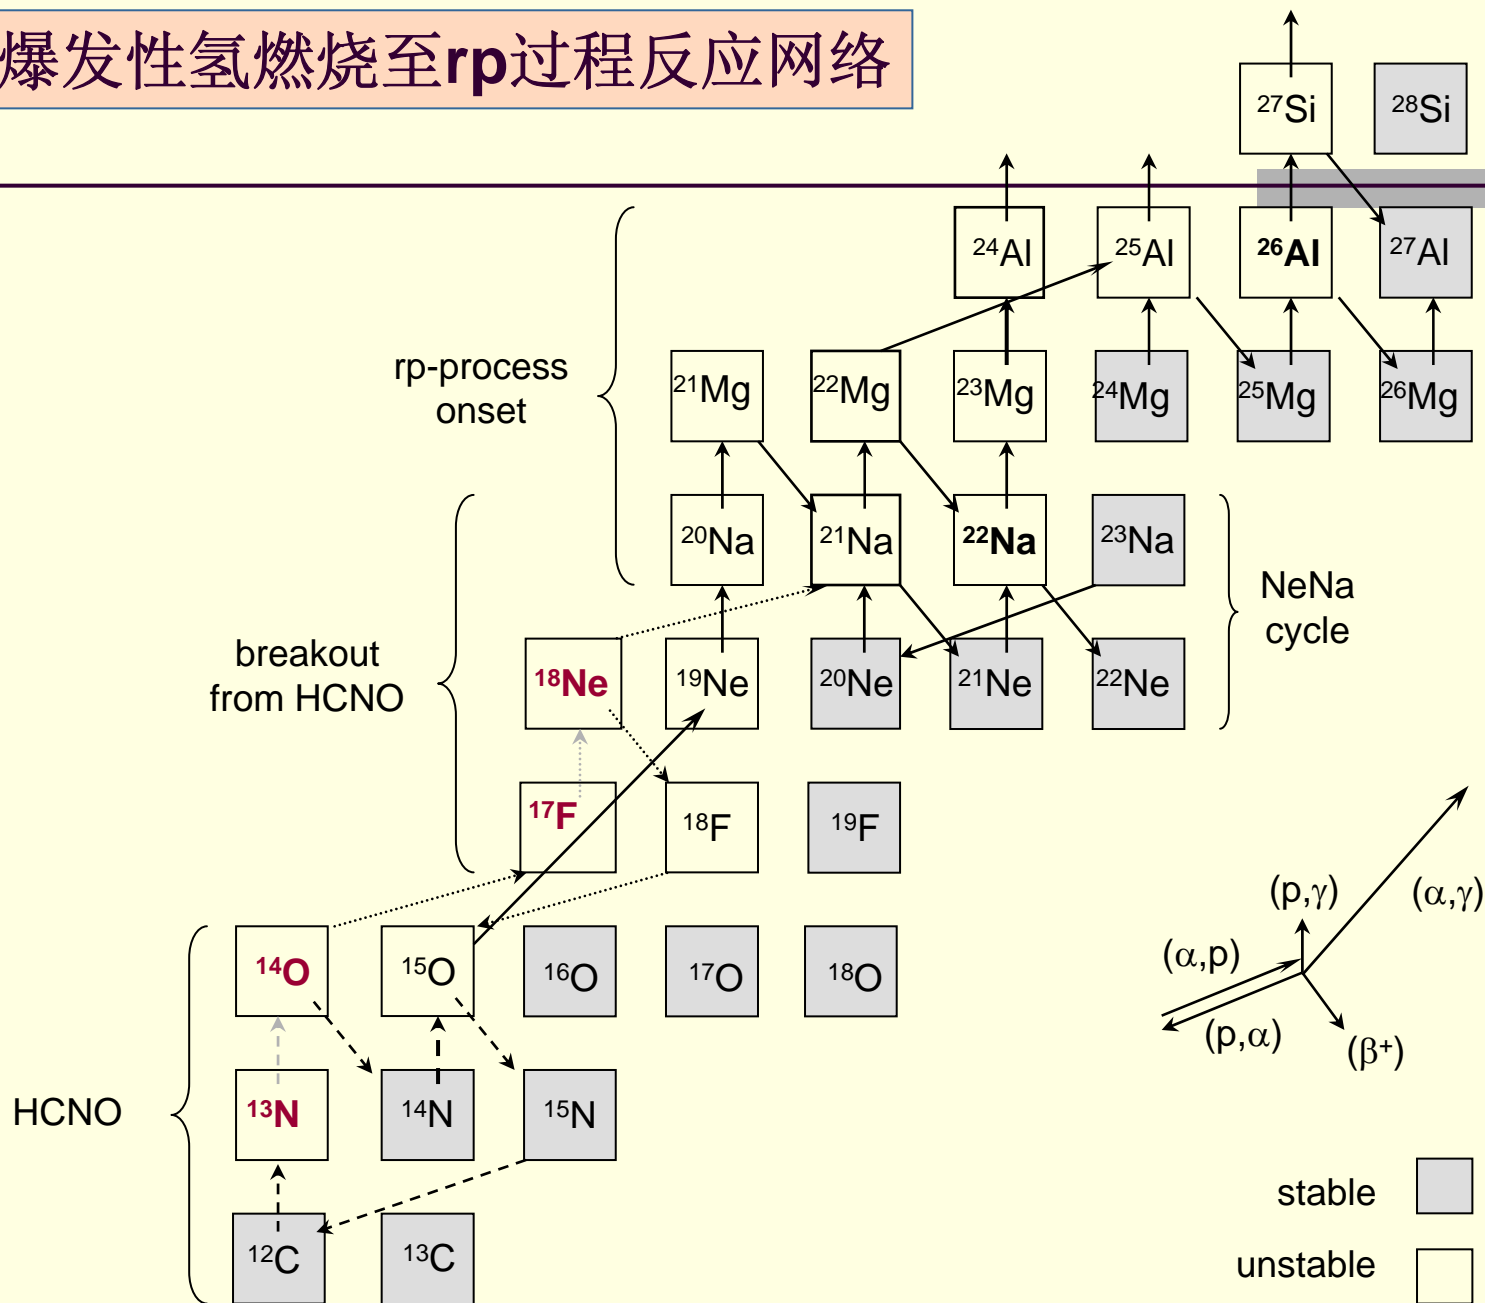 爆发性氢燃烧至rp过程反应网络
²⁷Si ²⁸Si
²⁴Al ²⁵Al ²⁶Al ²⁷Al
rp-process
onset
²¹Mg ²²Mg ²³Mg ²⁴Mg ²⁵Mg ²⁶Mg
²⁰Na ²¹Na ²²Na ²³Na
NeNa
cycle
breakout
from HCNO
¹⁸Ne ¹⁹Ne ²⁰Ne ²¹Ne ²²Ne
¹⁷F ¹⁸F ¹⁹F
(p,γ) (α,γ)
(α,p)
(p,α) (β⁺)
¹⁴O ¹⁵O ¹⁶O ¹⁷O ¹⁸O
HCNO
¹³N ¹⁴N ¹⁵N
¹²C ¹³C
stable
unstable